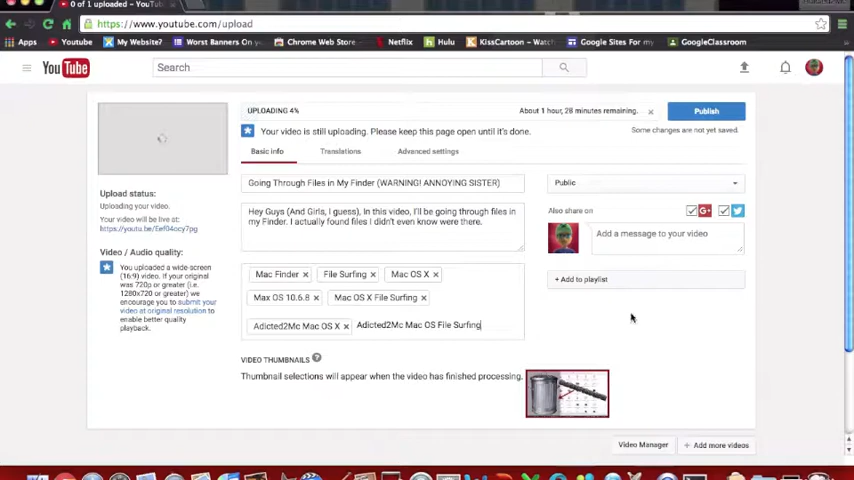 0 of 1 uploaded – YouTu
https://www.youtube.com/upload
Apps Youtube My Website? Worst Banners On Chrome Web Store Netflix Hulu KissCartoon – Watch Google Sites For my GoogleClassroom
YouTube Search
UPLOADING 4% About 1 hour, 28 minutes remaining. Publish
Your video is still uploading. Please keep this page open until it's done. Some changes are not yet saved.
Basic info Translations Advanced settings
Going Through Files in My Finder (WARNING! ANNOYING SISTER) Public
Upload status:
Uploading your video.
Your video will be live at:
https://youtu.be/Eef04ocy7pg
Hey Guys (And Girls, I guess), In this video, I'll be going through files in
my Finder. I actually found files I didn't even know were there.
Also share on
Add a message to your video
Video / Audio quality:
You uploaded a wide-screen
(16:9) video. If your original
was 720p or greater (i.e.
1280x720 or greater) we
encourage you to submit your
video at original resolution to
enable better quality
playback.
Mac Finder File Surfing Mac OS X
+ Add to playlist
Max OS 10.6.8 Mac OS X File Surfing
Adicted2Mc Mac OS X Adicted2Mc Mac OS File Surfing
VIDEO THUMBNAILS
Thumbnail selections will appear when the video has finished processing.
Video Manager + Add more videos